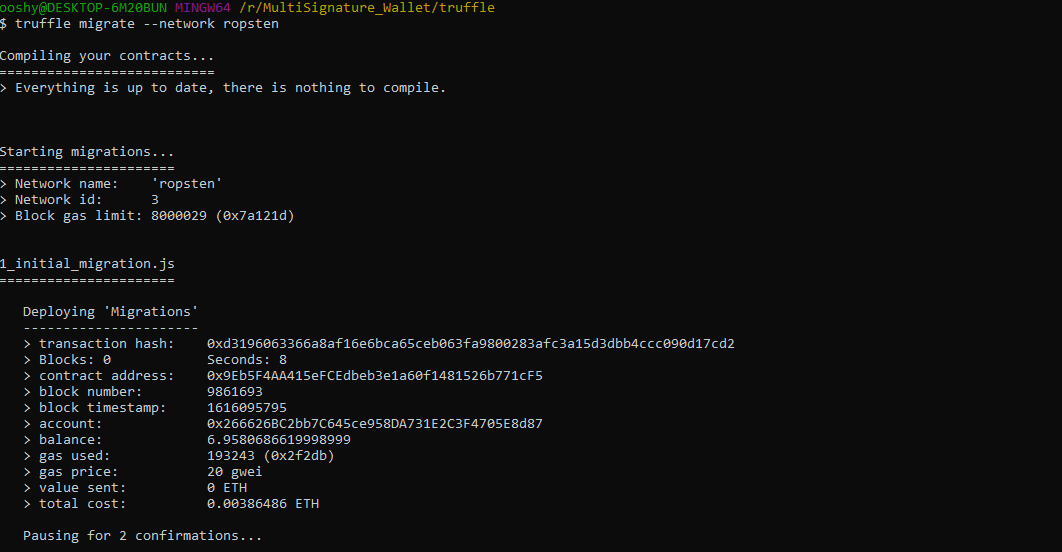 ooshy@DESKTOP-6M20BUN MINGW64 /r/MultiSignature_Wallet/truffle
$ truffle migrate --network ropsten
Compiling your contracts...
===========================
> Everything is up to date, there is nothing to compile.
Starting migrations...
======================
> Network name:    'ropsten'
> Network id:      3
> Block gas limit: 8000029 (0x7a121d)
1_initial_migration.js
======================
Deploying 'Migrations'
----------------------
> transaction hash:    0xd3196063366a8af16e6bca65ceb063fa9800283afc3a15d3dbb4ccc090d17cd2
> Blocks: 0            Seconds: 8
> contract address:    0x9Eb5F4AA415eFCEdbeb3e1a60f1481526b771cF5
> block number:        9861693
> block timestamp:     1616095795
> account:             0x266626BC2bb7C645ce958DA731E2C3F4705E8d87
> balance:             6.9580686619998999
> gas used:            193243 (0x2f2db)
> gas price:           20 gwei
> value sent:          0 ETH
> total cost:          0.00386486 ETH
Pausing for 2 confirmations...